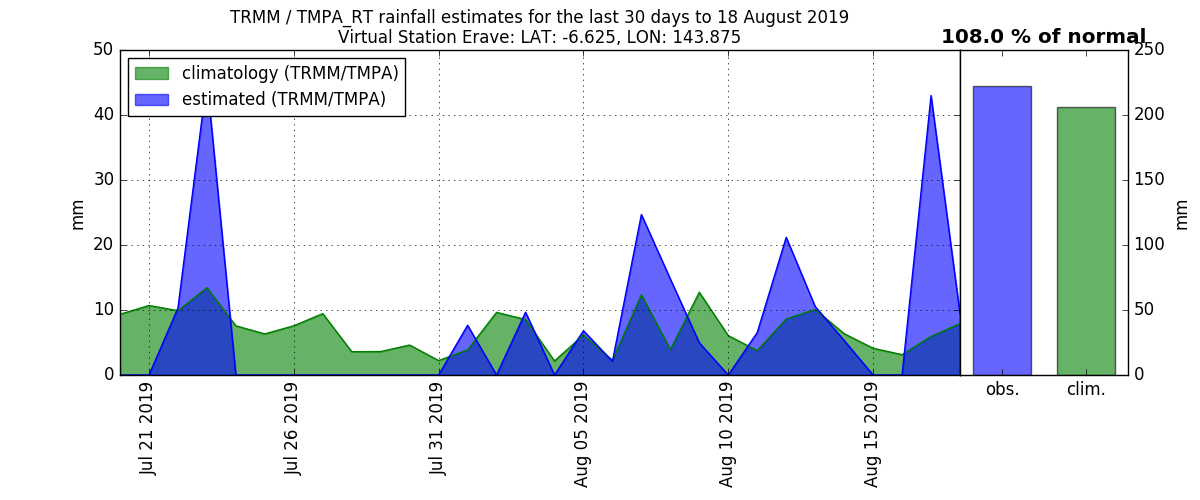 TRMM / TMPA_RT rainfall estimates for the last 30 days to 18 August 2019
Virtual Station Erave: LAT: -6.625, LON: 143.875
108.0 % of normal
climatology (TRMM/TMPA)
estimated (TRMM/TMPA)
50
40
30
20
10
0
mm
Jul 21 2019
Jul 26 2019
Jul 31 2019
Aug 05 2019
Aug 10 2019
Aug 15 2019
obs.
clim.
250
200
150
100
50
0
mm